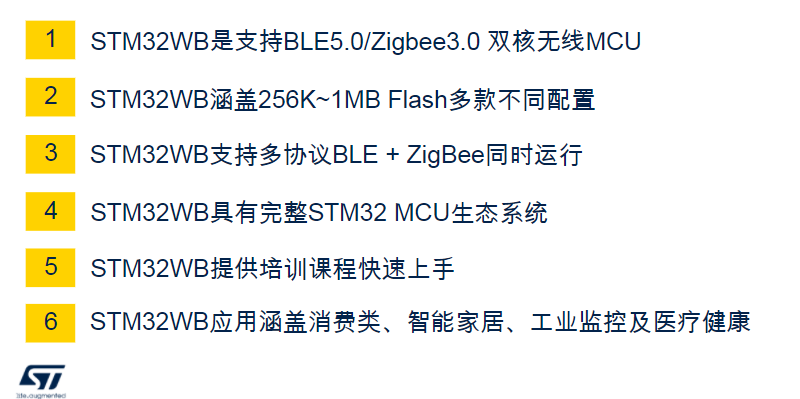 1 STM32WB是支持BLE5.0/Zigbee3.0 双核无线MCU
2 STM32WB涵盖256K~1MB Flash多款不同配置
3 STM32WB支持多协议BLE + ZigBee同时运行
4 STM32WB具有完整STM32 MCU生态系统
5 STM32WB提供培训课程快速上手
6 STM32WB应用涵盖消费类、智能家居、工业监控及医疗健康
ST
life.augmented